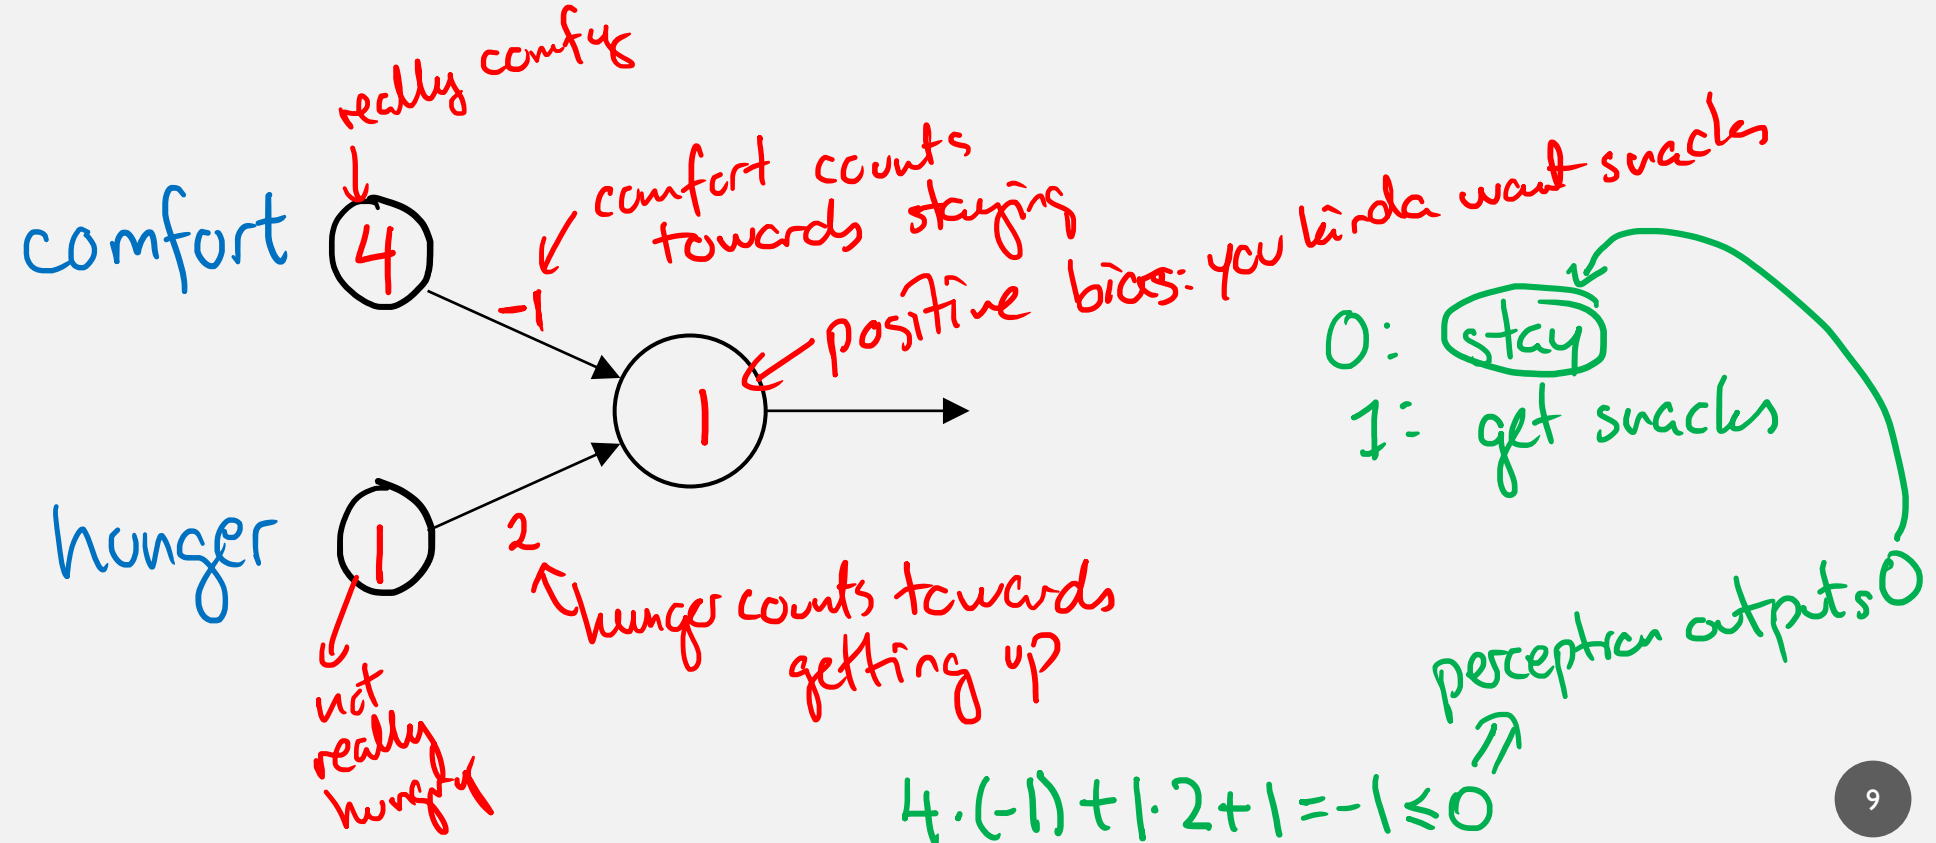 really comfy
comfort
4
comfort counts
towards staying
-1
positive bias: you kinda want snacks
1
0: stay
1: get snacks
hunger
1
2
hunger counts towards
getting up
not
really
hungry
perceptron outputs 0
4·(-1)+1·2+1=-1≤0
⇒
9